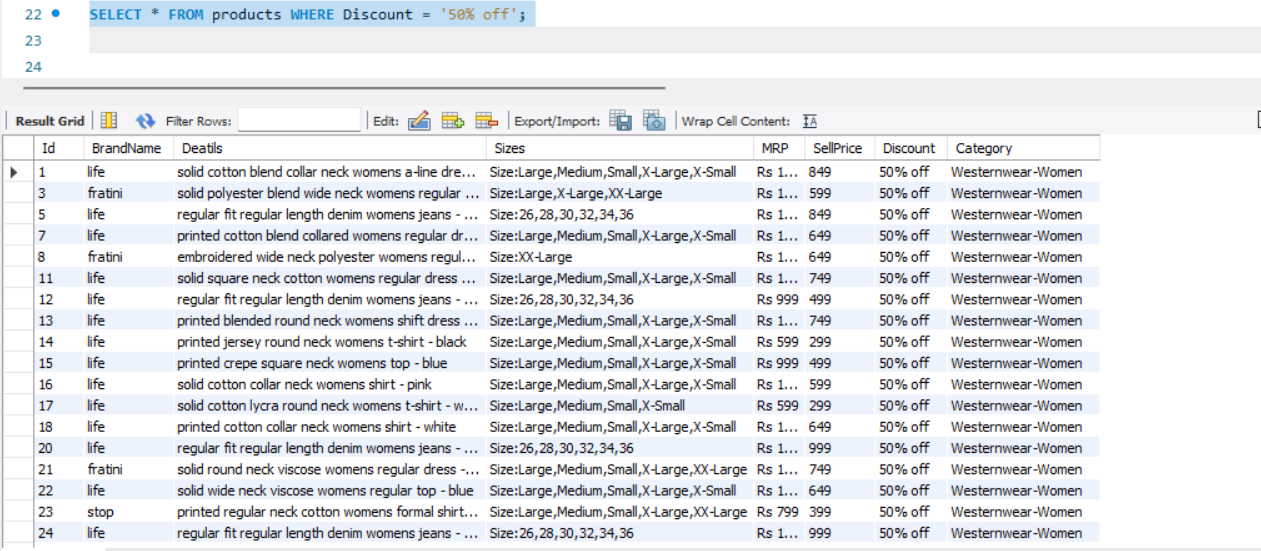 22 SELECT * FROM products WHERE Discount = '50% off';
23
24
Result Grid Filter Rows: Edit: Export/Import: Wrap Cell Content: IA
Id BrandName Deatils Sizes MRP SellPrice Discount Category
1 life solid cotton blend collar neck womens a-line dre... Size:Large,Medium,Small,X-Large,X-Small Rs 1... 849 50% off Westernwear-Women
3 fratini solid polyester blend wide neck womens regular ... Size:Large,X-Large,XX-Large Rs 1... 599 50% off Westernwear-Women
5 life regular fit regular length denim womens jeans - ... Size:26,28,30,32,34,36 Rs 1... 849 50% off Westernwear-Women
7 life printed cotton blend collared womens regular dr... Size:Large,Medium,Small,X-Large,X-Small Rs 1... 649 50% off Westernwear-Women
8 fratini embroidered wide neck polyester womens regul... Size:XX-Large Rs 1... 649 50% off Westernwear-Women
11 life solid square neck cotton womens regular dress ... Size:Large,Medium,Small,X-Large,X-Small Rs 1... 749 50% off Westernwear-Women
12 life regular fit regular length denim womens jeans - ... Size:26,28,30,32,34,36 Rs 999 499 50% off Westernwear-Women
13 life printed blended round neck womens shift dress ... Size:Large,Medium,Small,X-Large,X-Small Rs 1... 749 50% off Westernwear-Women
14 life printed jersey round neck womens t-shirt - black Size:Large,Medium,Small,X-Large,X-Small Rs 599 299 50% off Westernwear-Women
15 life printed crepe square neck womens top - blue Size:Large,Medium,Small,X-Large,X-Small Rs 999 499 50% off Westernwear-Women
16 life solid cotton collar neck womens shirt - pink Size:Large,Medium,Small,X-Large,X-Small Rs 1... 599 50% off Westernwear-Women
17 life solid cotton lycra round neck womens t-shirt - w... Size:Large,Medium,Small,X-Small Rs 599 299 50% off Westernwear-Women
18 life printed cotton collar neck womens shirt - white Size:Large,Medium,Small,X-Large,X-Small Rs 1... 649 50% off Westernwear-Women
20 life regular fit regular length denim womens jeans - ... Size:26,28,30,32,34,36 Rs 1... 999 50% off Westernwear-Women
21 fratini solid round neck viscose womens regular dress -... Size:Large,Medium,Small,X-Large,XX-Large Rs 1... 749 50% off Westernwear-Women
22 life solid wide neck viscose womens regular top - blue Size:Large,Medium,Small,X-Large,X-Small Rs 1... 649 50% off Westernwear-Women
23 stop printed regular neck cotton womens formal shirt... Size:Large,Medium,Small,X-Large,XX-Large Rs 799 399 50% off Westernwear-Women
24 life regular fit regular length denim womens jeans - ... Size:26,28,30,32,34,36 Rs 1... 999 50% off Westernwear-Women